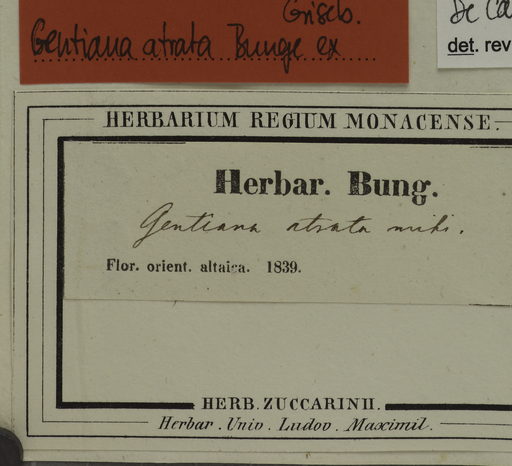 Griseb.
Gentiana atrata Bunge ex
De Ca
det. rev
HERBARIUM REGIUM MONACENSE.
Herbar. Bung.
Gentiana atrata mihi.
Flor. orient. altaica. 1839.
HERB. ZUCCARINII.
Herbar. Univ. Ludov. Maximil.